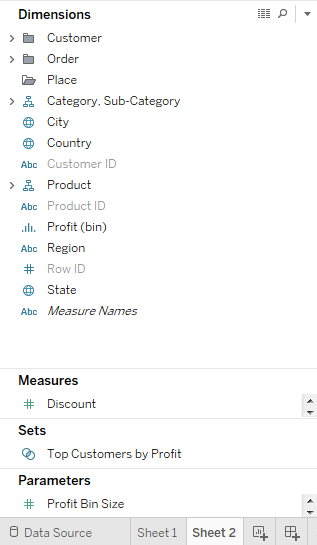 Dimensions
Customer
Order
Place
Category, Sub-Category
City
Country
Abc Customer ID
Product
Abc Product ID
Profit (bin)
Abc Region
# Row ID
State
Abc Measure Names
Measures
# Discount
Sets
Top Customers by Profit
Parameters
# Profit Bin Size
Data Source Sheet 1 Sheet 2